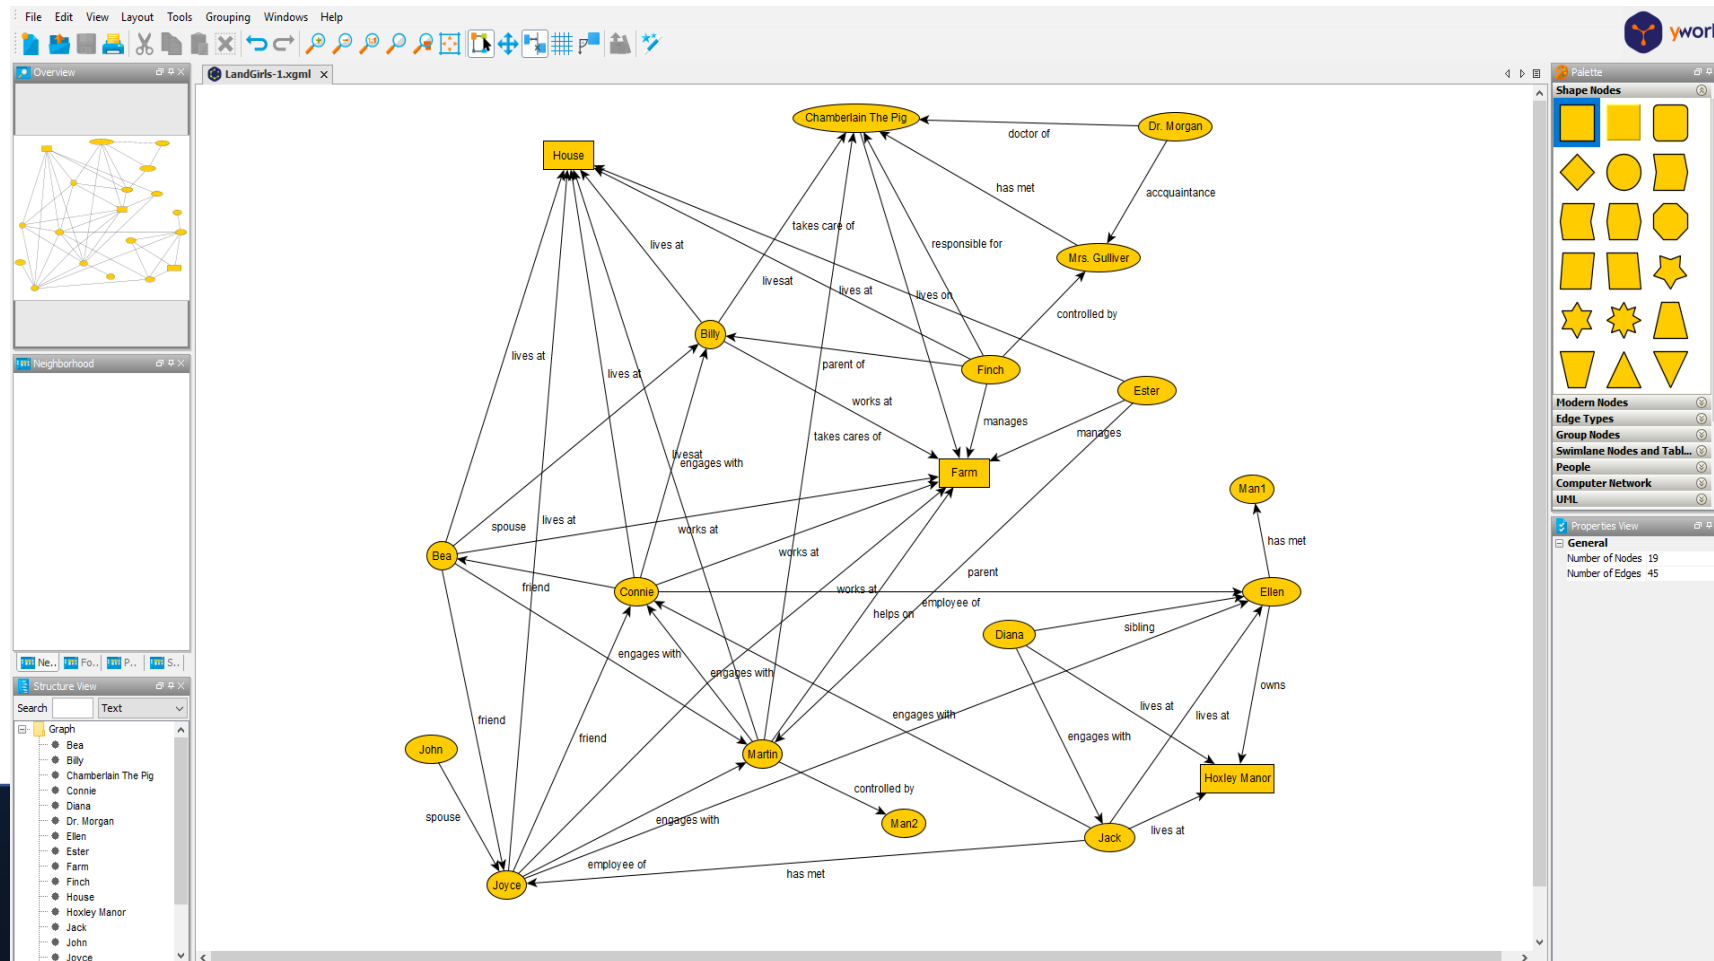 File Edit View Layout Tools Grouping Windows Help
ywor
Overview
LandGirls-1.xgml
Palette
Shape Nodes
Chamberlain The Pig
Dr. Morgan
doctor of
House
has met
accquaintance
takes care of
lives at
responsible for
Mrs. Gulliver
livesat
lives at
lives on
controlled by
Billy
lives at
parent of
Finch
Neighborhood
lives at
Ester
works at
Modern Nodes
manages
Edge Types
manages
takes cares of
Group Nodes
livesat
engages with
Swimlane Nodes and Tabl...
Farm
People
Computer Network
Man1
UML
lives at
spouse
works at
Properties View
has met
General
Bea
works at
Number of Nodes 19
parent
Number of Edges 45
friend
Connie
works at
Ellen
employee of
helps on
sibling
Diana
engages with
Ne.. Fo.. P.. S..
engages with
Structure View
owns
Search Text
lives at
lives at
friend
engages with
Graph
friend
engages with
Bea
John
Martin
Billy
Chamberlain The Pig
Hoxley Manor
Connie
controlled by
Diana
spouse
engages with
Man2
Dr. Morgan
lives at
Ellen
Jack
Ester
employee of
Farm
has met
Finch
Joyce
House
Hoxley Manor
Jack
John
Joyce